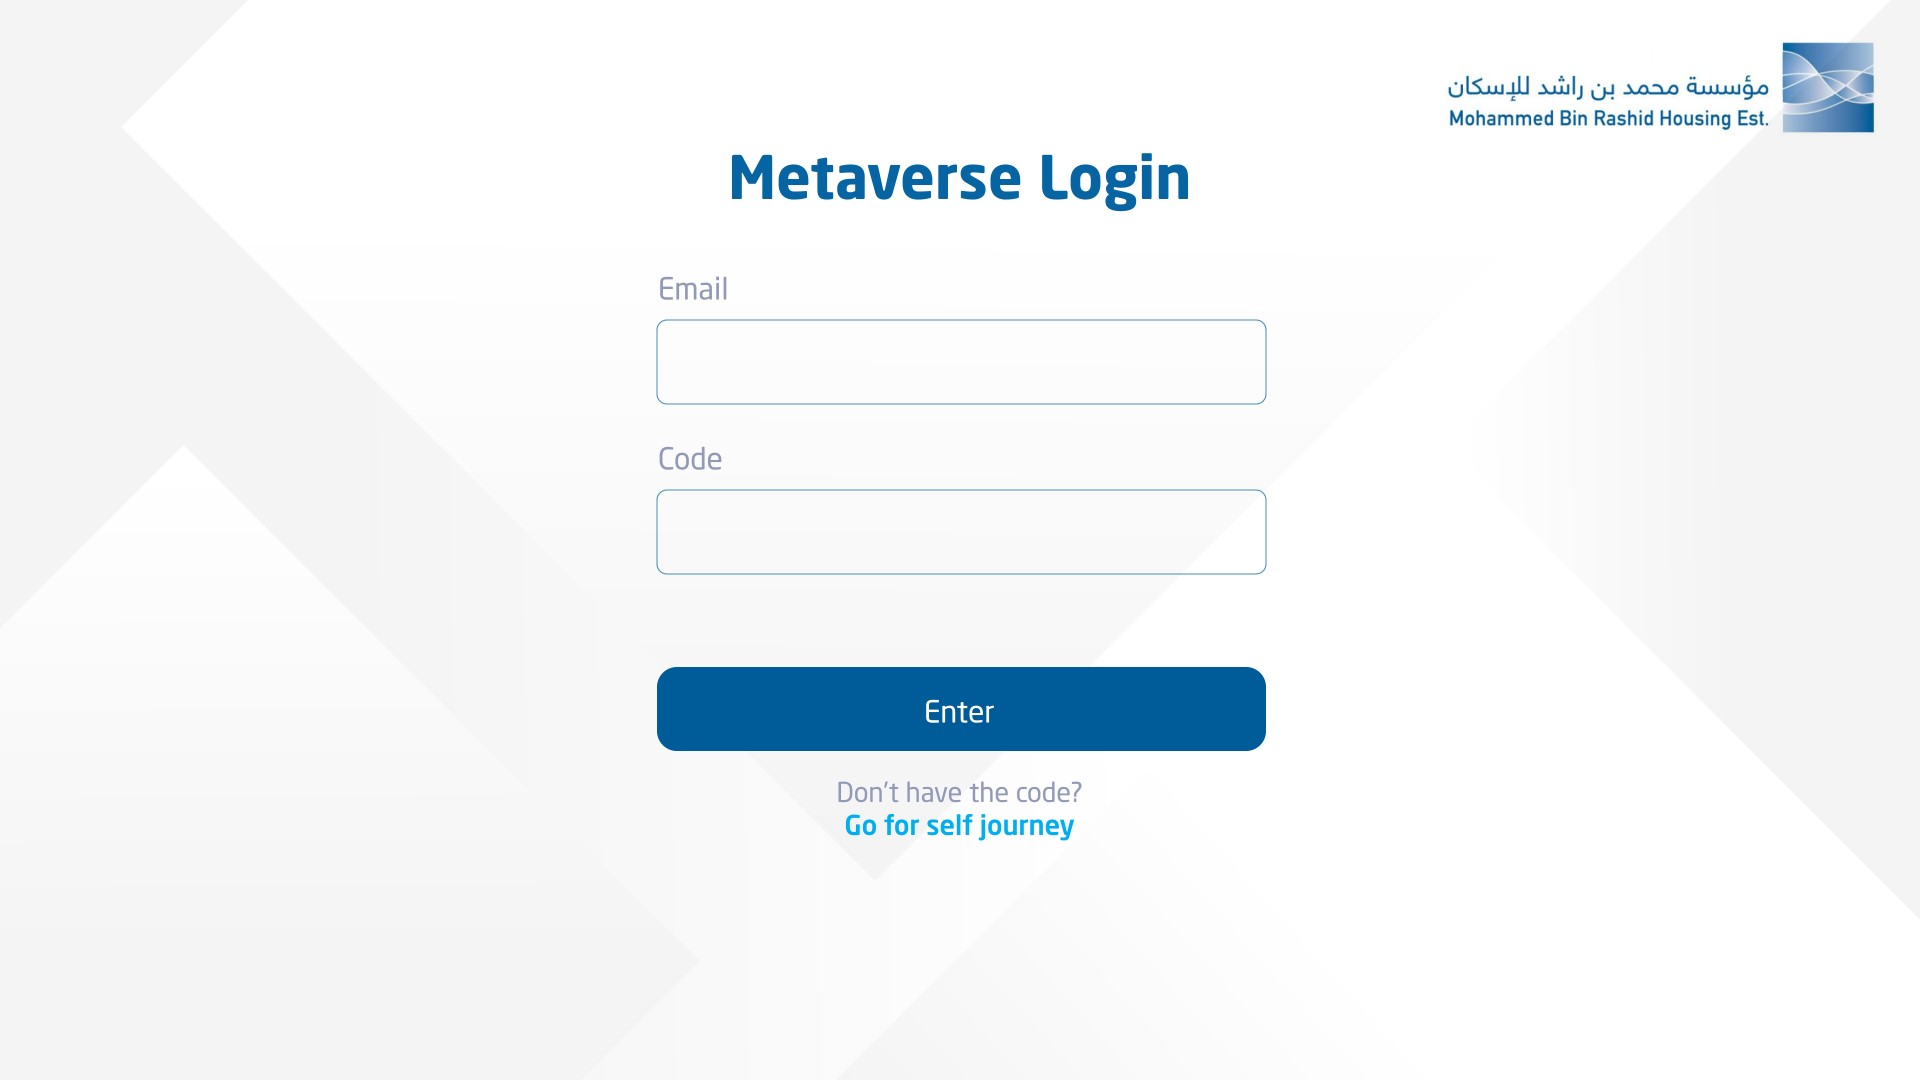 مؤسسة محمد بن راشد للإسكان
Mohammed Bin Rashid Housing Est.
Metaverse Login
Email
Code
Enter
Don't have the code?
Go for self journey